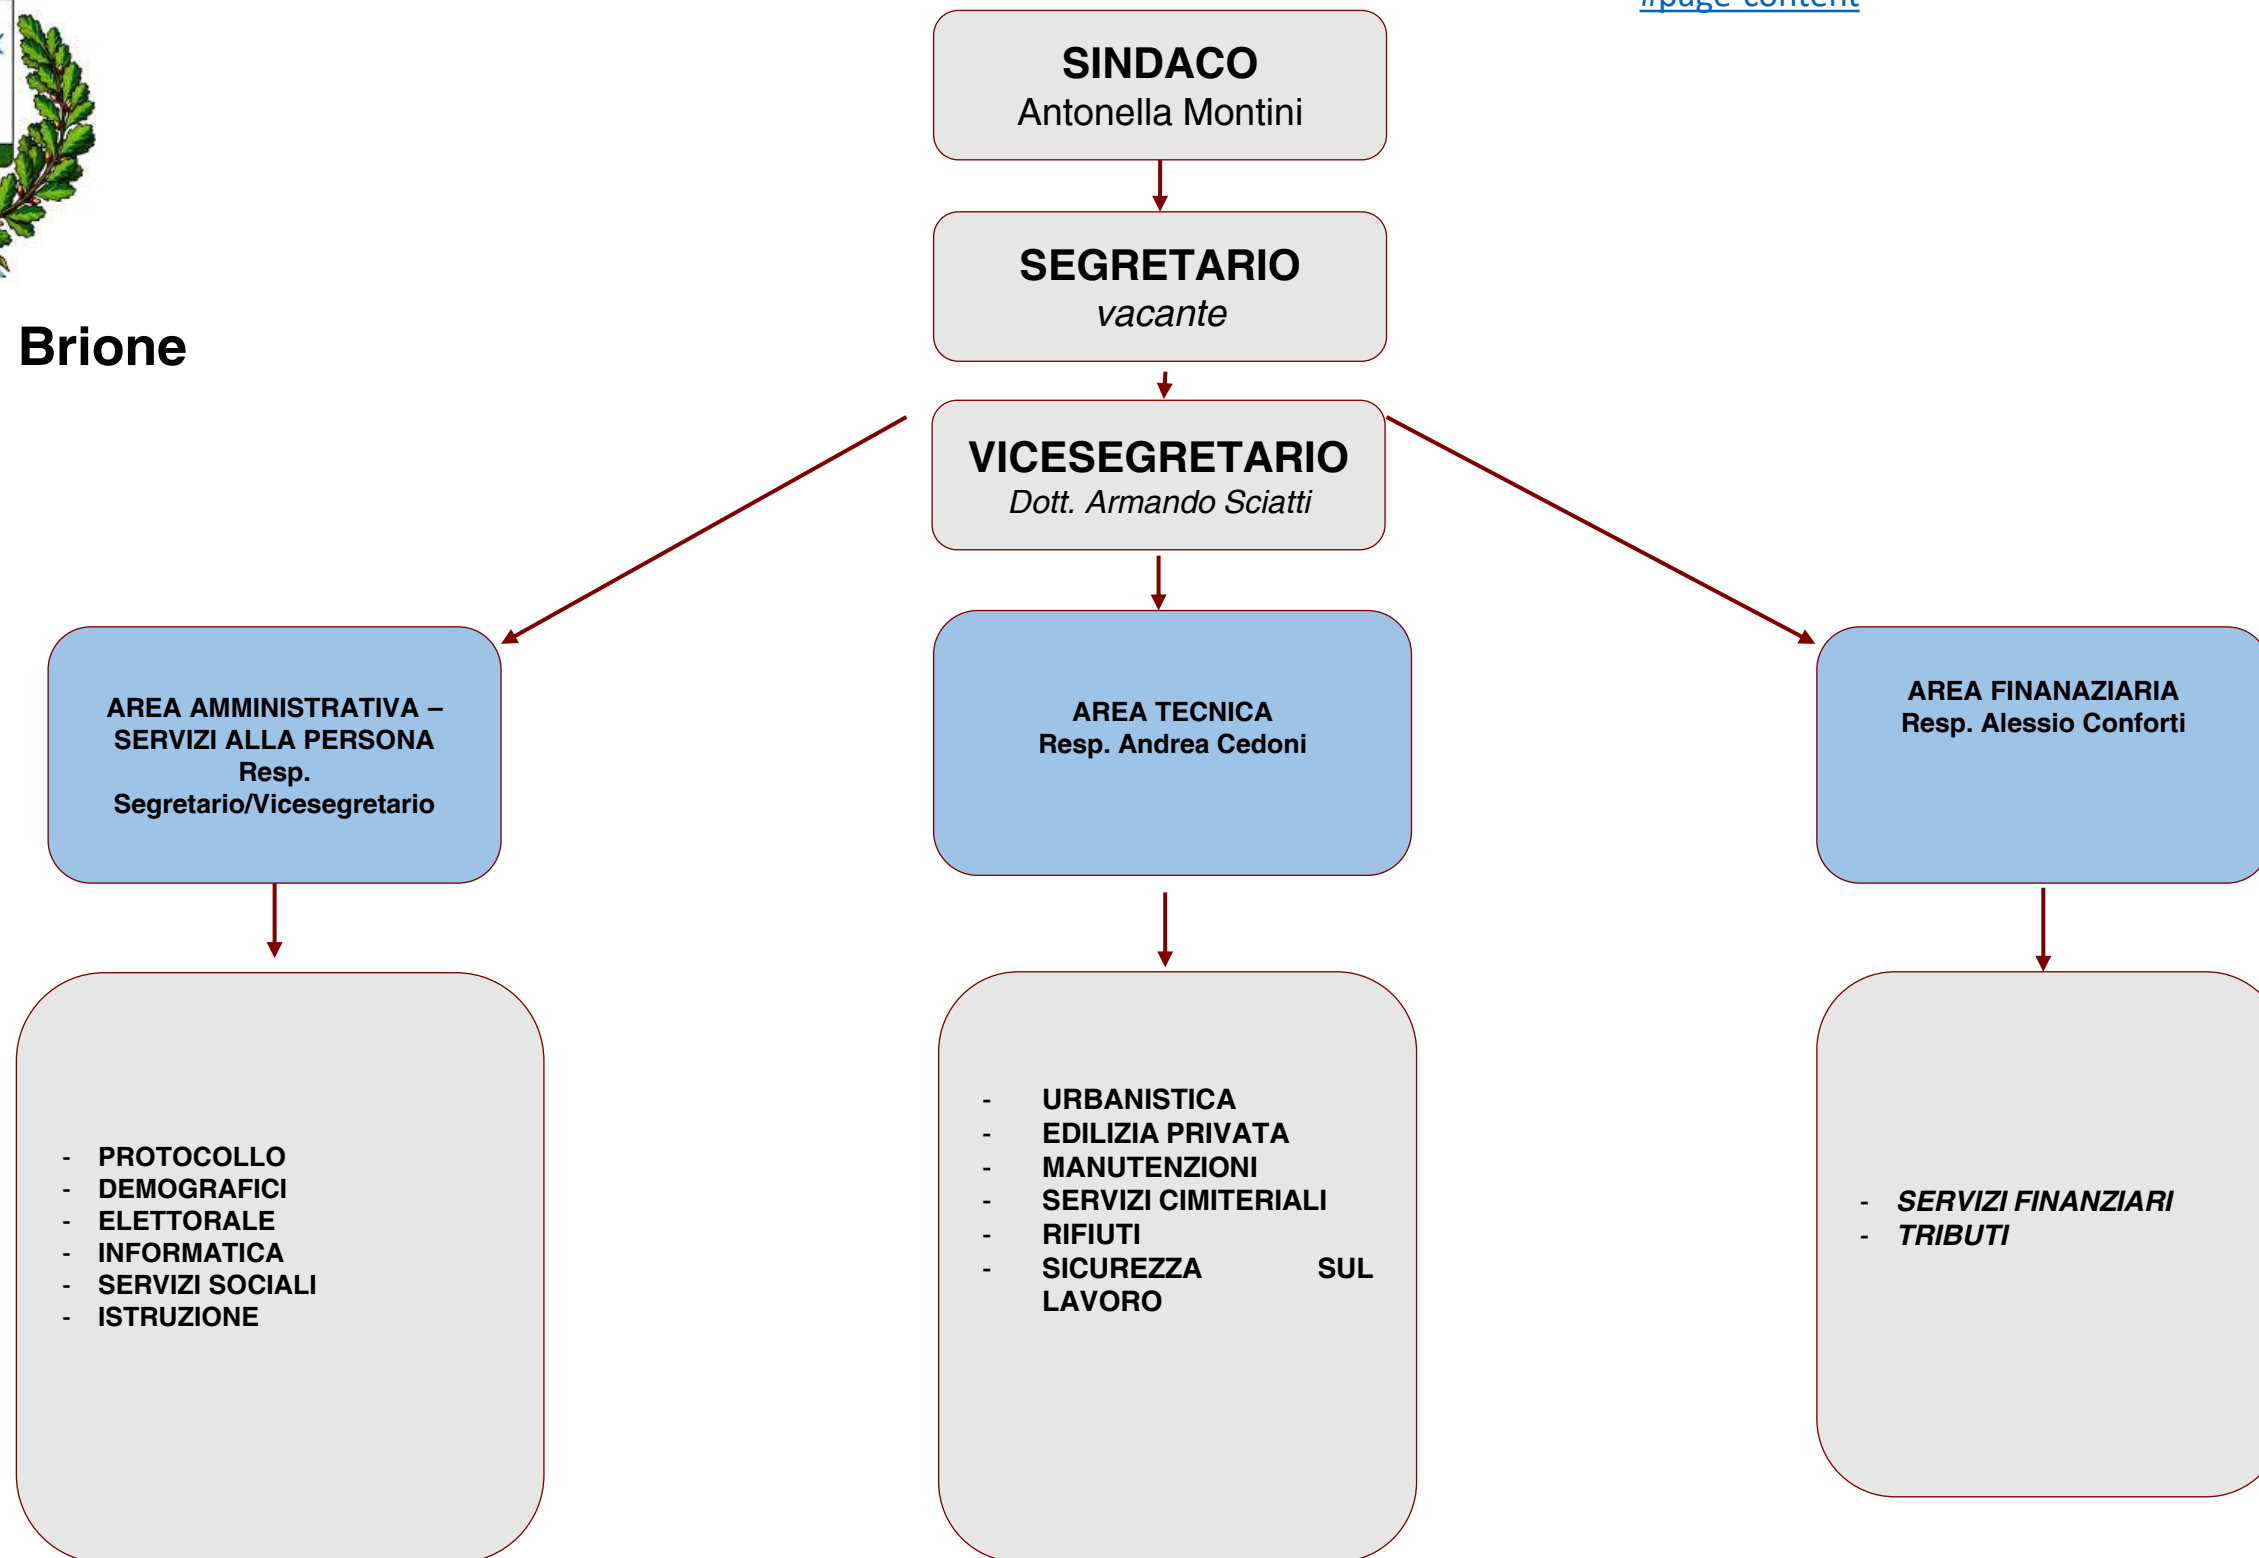 #page-content
SINDACO
Antonella Montini
SEGRETARIO
vacante
Brione
VICESEGRETARIO
Dott. Armando Sciatti
AREA AMMINISTRATIVA –
SERVIZI ALLA PERSONA
Resp.
Segretario/Vicesegretario
AREA TECNICA
Resp. Andrea Cedoni
AREA FINANAZIARIA
Resp. Alessio Conforti
- PROTOCOLLO
- DEMOGRAFICI
- ELETTORALE
- INFORMATICA
- SERVIZI SOCIALI
- ISTRUZIONE
- URBANISTICA
- EDILIZIA PRIVATA
- MANUTENZIONI
- SERVIZI CIMITERIALI
- RIFIUTI
- SICUREZZA SUL
LAVORO
- SERVIZI FINANZIARI
- TRIBUTI